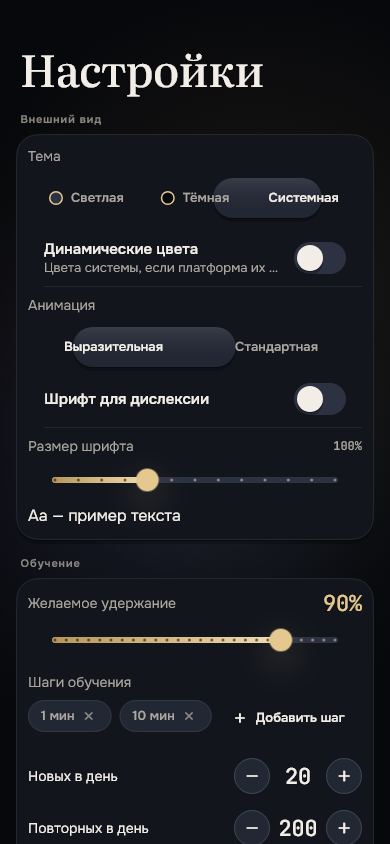 Настройки
Внешний вид
Тема
Светлая Тёмная Системная
Динамические цвета
Цвета системы, если платформа их ...
Анимация
Выразительная Стандартная
Шрифт для дислексии
Размер шрифта 100%
Аа — пример текста
Обучение
Желаемое удержание 90%
Шаги обучения
1 мин × 10 мин × + Добавить шаг
Новых в день − 20 +
Повторных в день − 200 +